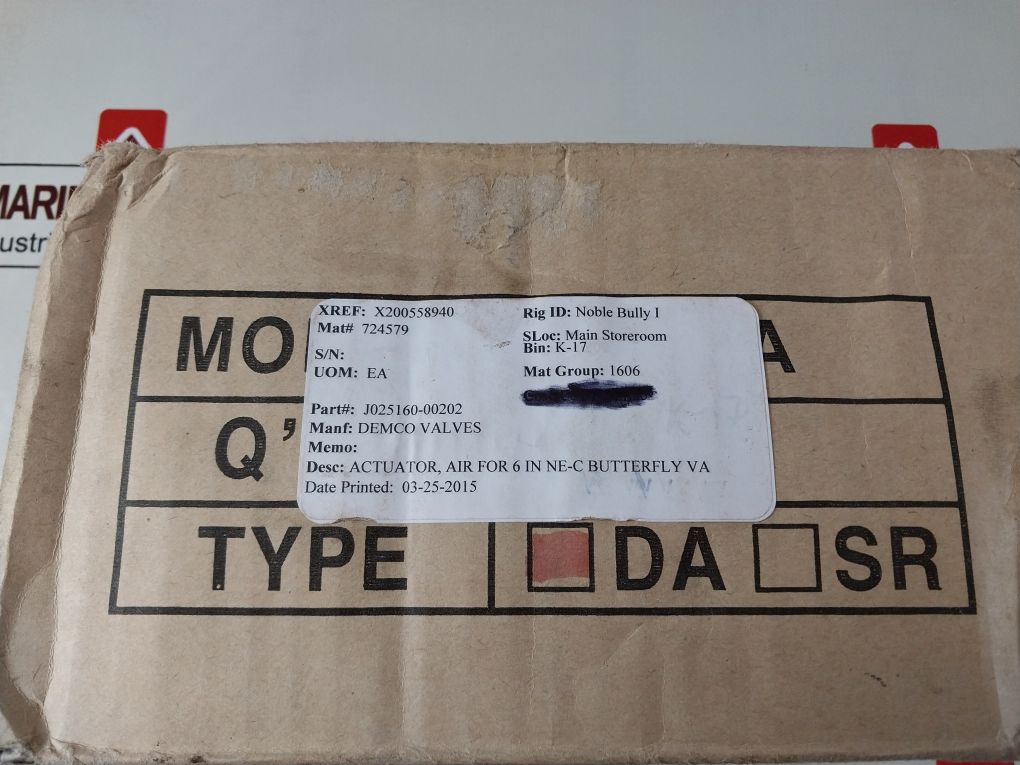 MARI
ustri
MO
A
Q'
TYPE
DA
SR
XREF: X200558940
Mat# 724579
S/N:
UOM: EA
Part#: J025160-00202
Manf: DEMCO VALVES
Memo:
Desc: ACTUATOR, AIR FOR 6 IN NE-C BUTTERFLY VA
Date Printed: 03-25-2015
Rig ID: Noble Bully I
SLoc: Main Storeroom
Bin: K-17
Mat Group: 1606